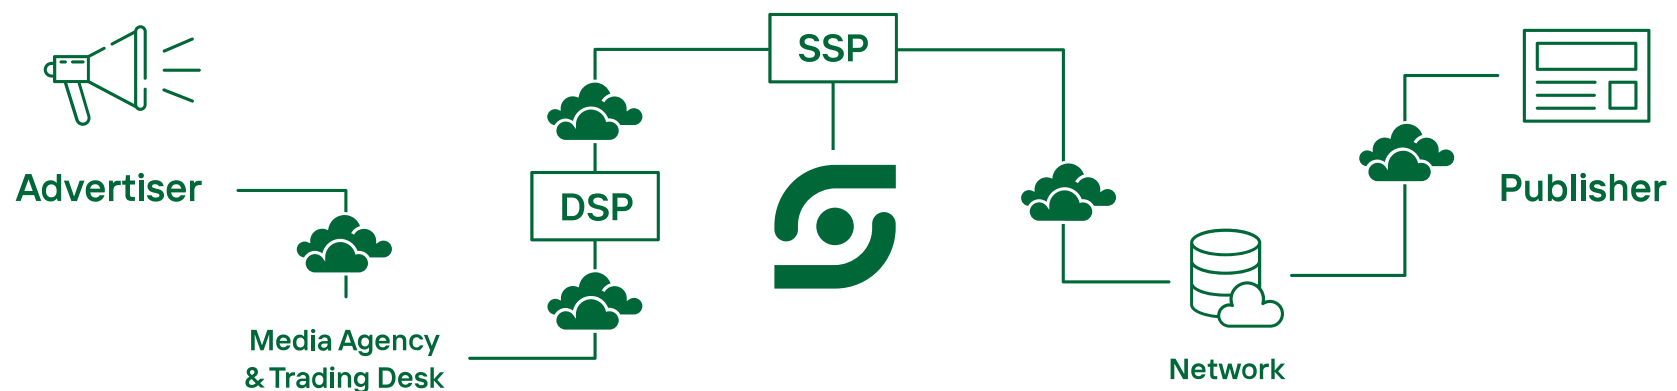 Advertiser
Media Agency
& Trading Desk
DSP
SSP
Network
Publisher